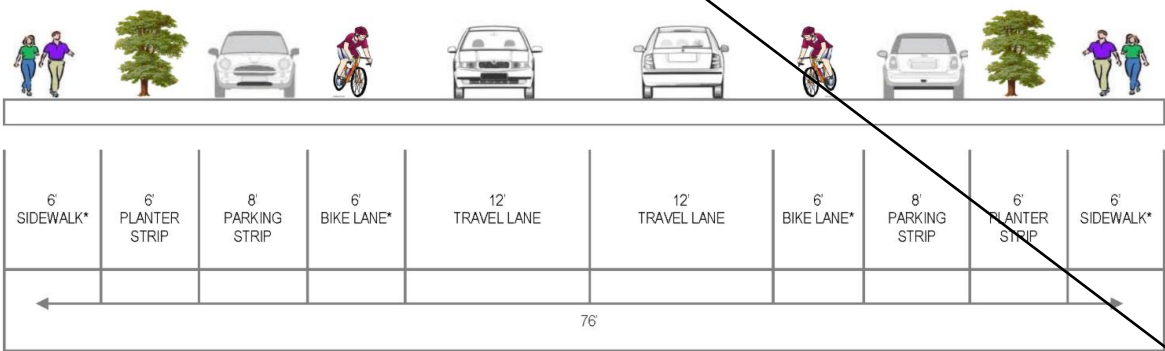 6'
SIDEWALK*
6'
PLANTER
STRIP
8'
PARKING
STRIP
6'
BIKE LANE*
12'
TRAVEL LANE
12'
TRAVEL LANE
6'
BIKE LANE*
8'
PARKING
STRIP
6'
PLANTER
STRIP
6'
SIDEWALK*
76'